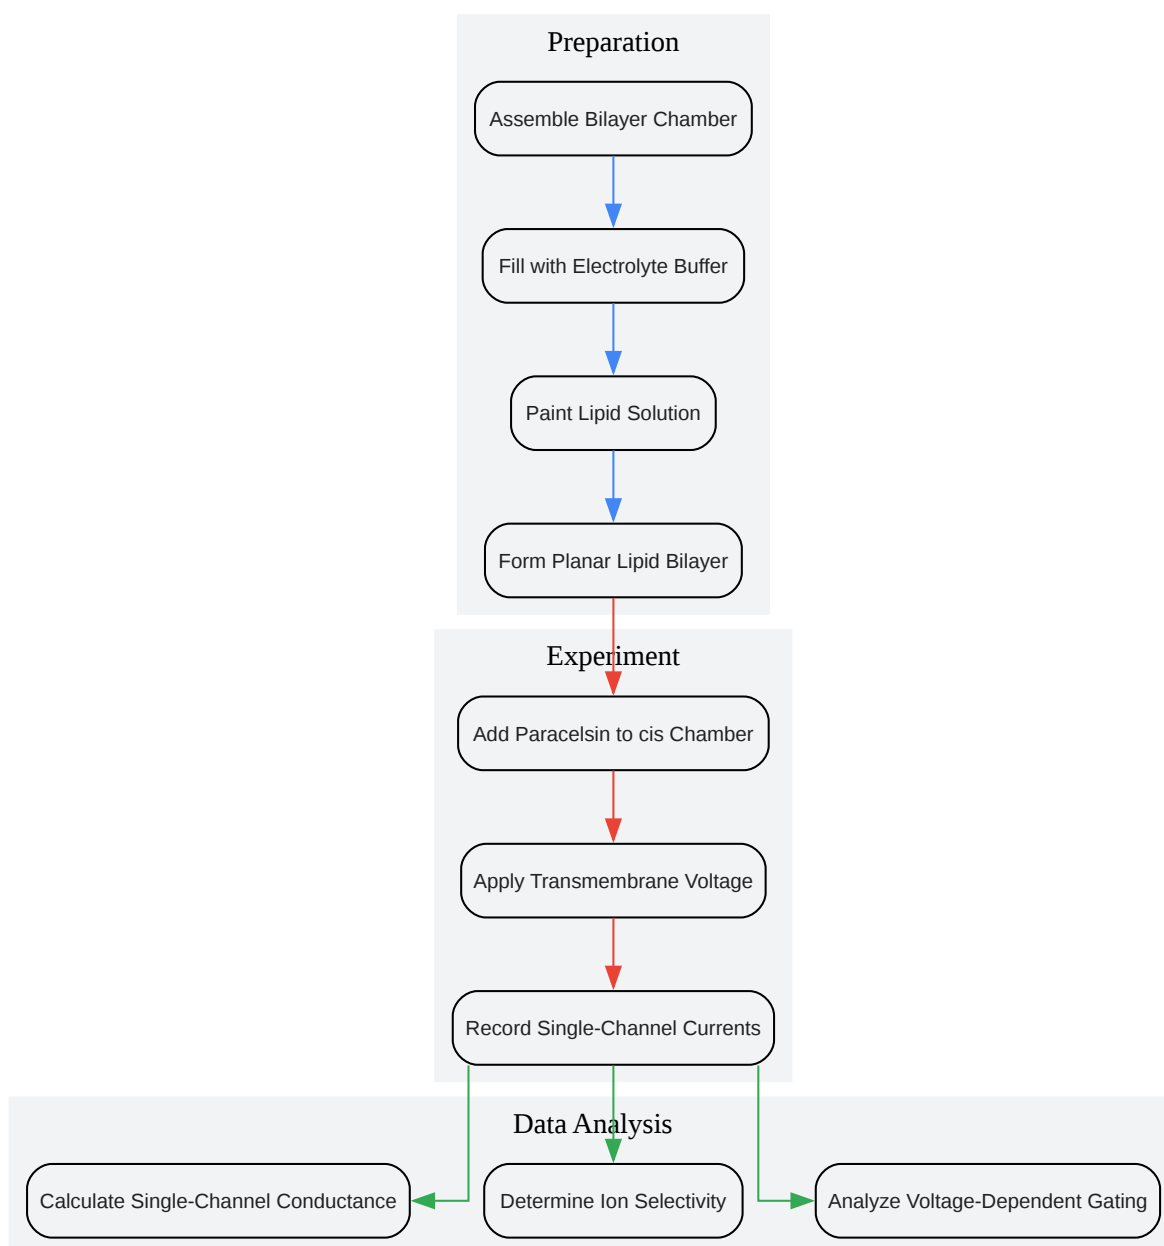 Preparation
Assemble Bilayer Chamber
Fill with Electrolyte Buffer
Paint Lipid Solution
Form Planar Lipid Bilayer
Experiment
Add Paracelsin to cis Chamber
Apply Transmembrane Voltage
Record Single-Channel Currents
Data Analysis
Calculate Single-Channel Conductance
Determine Ion Selectivity
Analyze Voltage-Dependent Gating